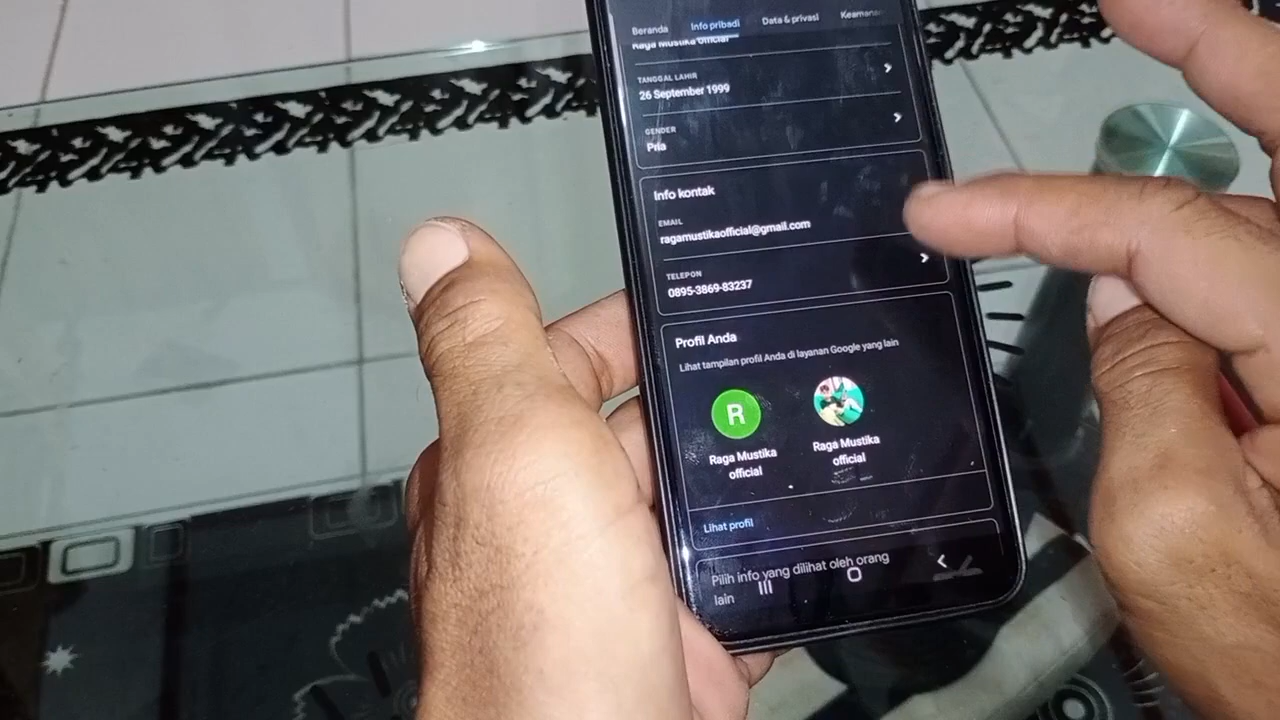 Beranda Info pribadi Data & privasi Keamanan
Raga Mustika official
TANGGAL LAHIR
26 September 1999
GENDER
Pria
Info kontak
EMAIL
ragamustikaofficial@gmail.com
TELEPON
0895-3869-83237
Profil Anda
Lihat tampilan profil Anda di layanan Google yang lain
R
Raga Mustika
official
Raga Mustika
official
Lihat profil
Pilih info yang dilihat oleh orang
lain